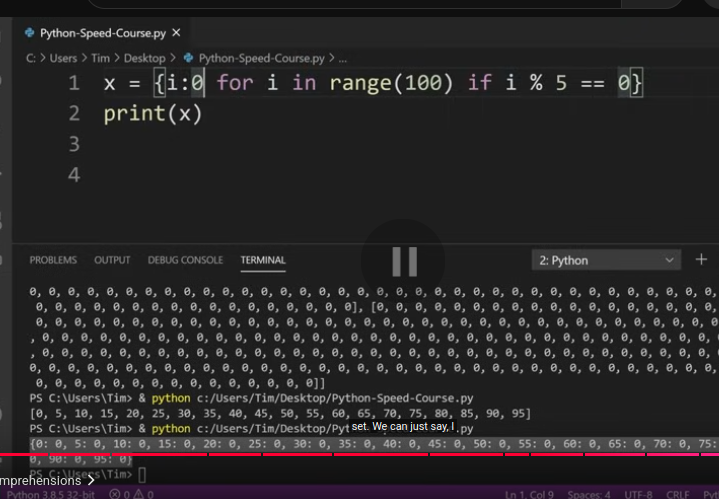 Python-Speed-Course.py ×
C: > Users > Tim > Desktop > Python-Speed-Course.py > ...
1 x = {i:0 for i in range(100) if i % 5 == 0}
2 print(x)
3
4
PROBLEMS OUTPUT DEBUG CONSOLE TERMINAL 2: Python
0, 0, 0, 0, 0, 0, 0, 0, 0, 0, 0, 0, 0, 0, 0, 0, 0, 0, 0, 0, 0, 0, 0, 0, 0, 0, 0, 0, 0, 0, 0, 0, 0, 0, 0, 0,
0, 0, 0, 0, 0, 0, 0, 0, 0, 0, 0, 0, 0, 0, 0, 0, 0], [0, 0, 0, 0, 0, 0, 0, 0, 0, 0, 0, 0, 0, 0, 0, 0, 0, 0,
0, 0, 0, 0, 0, 0, 0, 0, 0, 0, 0, 0, 0, 0, 0, 0, 0, 0, 0, 0, 0, 0, 0, 0, 0, 0, 0, 0, 0, 0, 0, 0, 0, 0, 0, 0,
, 0, 0, 0, 0, 0, 0, 0, 0, 0, 0, 0, 0, 0, 0, 0, 0, 0, 0, 0, 0, 0, 0, 0, 0, 0, 0, 0, 0, 0, 0, 0, 0, 0, 0, 0, 0
, 0, 0, 0, 0, 0, 0, 0, 0, 0, 0, 0, 0, 0, 0, 0, 0, 0, 0, 0, 0, 0, 0, 0, 0, 0, 0, 0, 0, 0, 0, 0, 0, 0, 0, 0, 0
0, 0, 0, 0, 0, 0, 0, 0, 0, 0, 0, 0, 0, 0, 0, 0, 0, 0, 0, 0, 0, 0, 0, 0, 0, 0, 0, 0, 0, 0, 0, 0, 0, 0, 0, 0,
0, 0, 0, 0, 0, 0, 0, 0, 0, 0, 0, 0, 0, 0, 0]]
PS C:\Users\Tim> & python c:/Users/Tim/Desktop/Python-Speed-Course.py
[0, 5, 10, 15, 20, 25, 30, 35, 40, 45, 50, 55, 60, 65, 70, 75, 80, 85, 90, 95]
PS C:\Users\Tim> & python c:/Users/Tim/Desktop/Pyt set. We can just say, I .py
{0: 0, 5: 0, 10: 0, 15: 0, 20: 0, 25: 0, 30: 0, 35: 0, 40: 0, 45: 0, 50: 0, 55: 0, 60: 0, 65: 0, 70: 0, 75:
0, 90: 0, 95: 0}
PS C:\Users\Tim>
mprehensions >
Python 3.8.5 32-bit 0 0 Ln 1, Col 9 Spaces: 4 UTF-8 CRLF Pyt